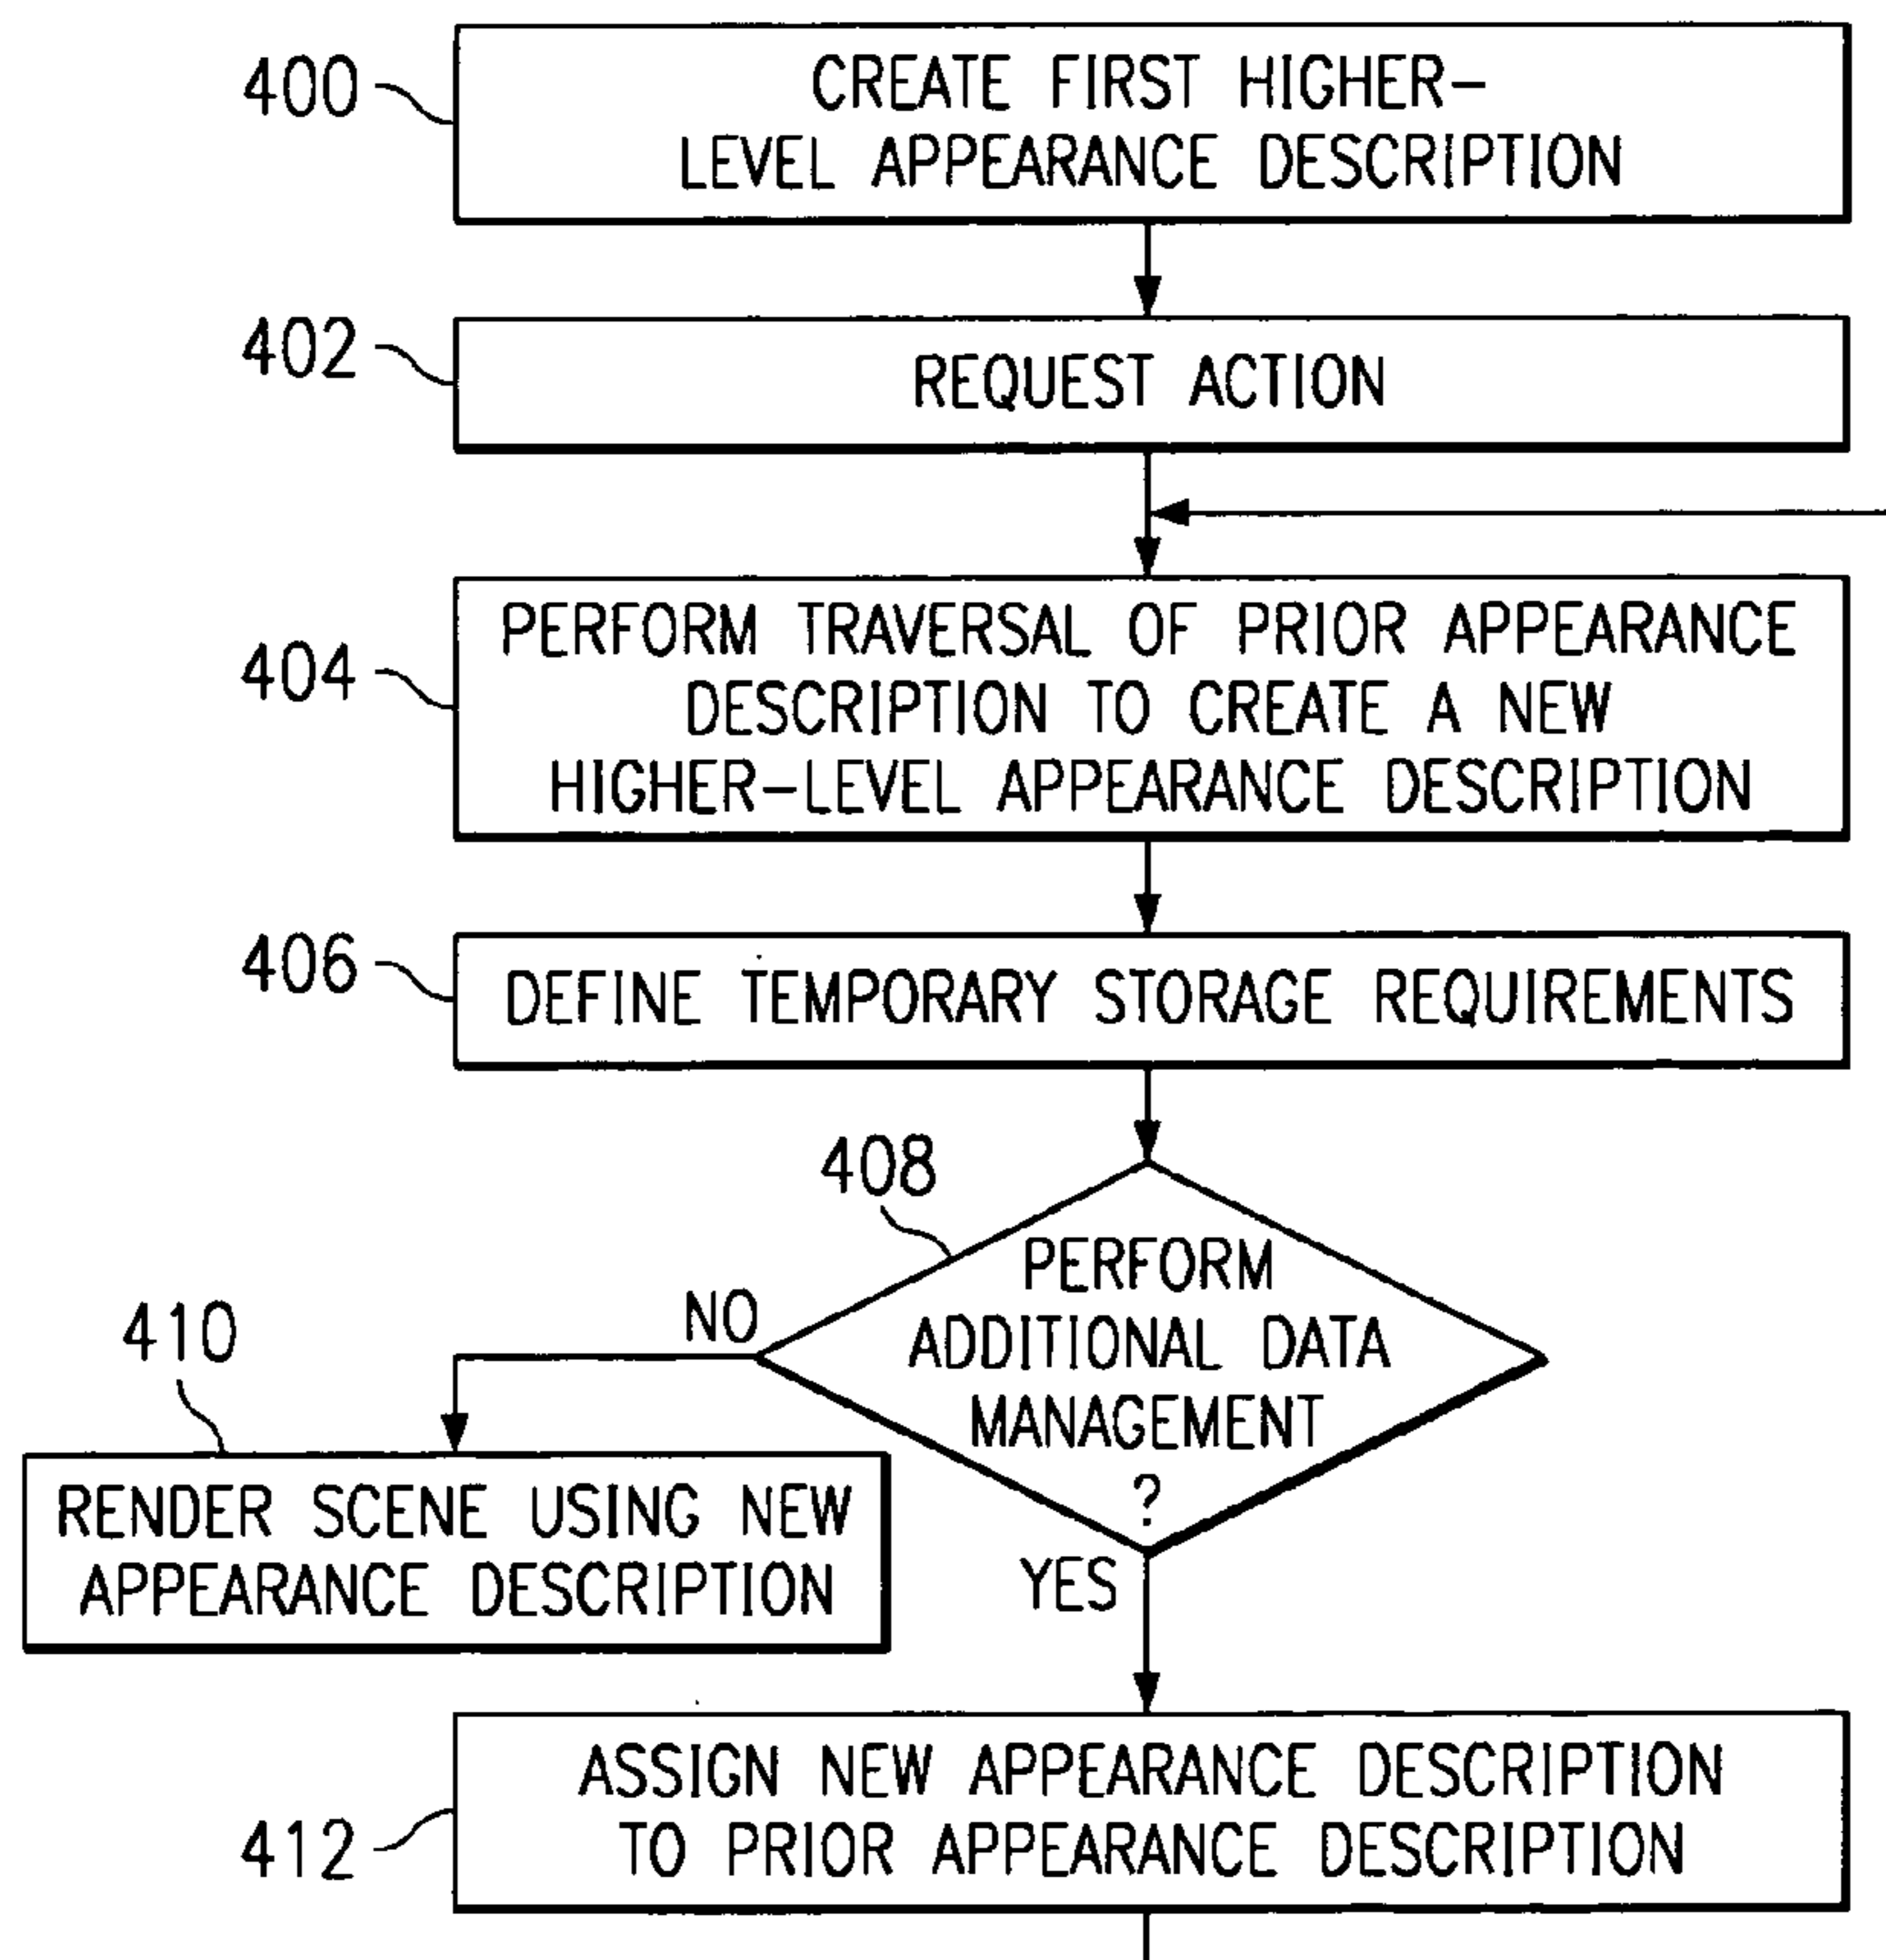 400
CREATE FIRST HIGHER-
LEVEL APPEARANCE DESCRIPTION
402
REQUEST ACTION
404
PERFORM TRAVERSAL OF PRIOR APPEARANCE
DESCRIPTION TO CREATE A NEW
HIGHER-LEVEL APPEARANCE DESCRIPTION
406
DEFINE TEMPORARY STORAGE REQUIREMENTS
408
PERFORM
ADDITIONAL DATA
MANAGEMENT
?
NO
YES
410
RENDER SCENE USING NEW
APPEARANCE DESCRIPTION
412
ASSIGN NEW APPEARANCE DESCRIPTION
TO PRIOR APPEARANCE DESCRIPTION